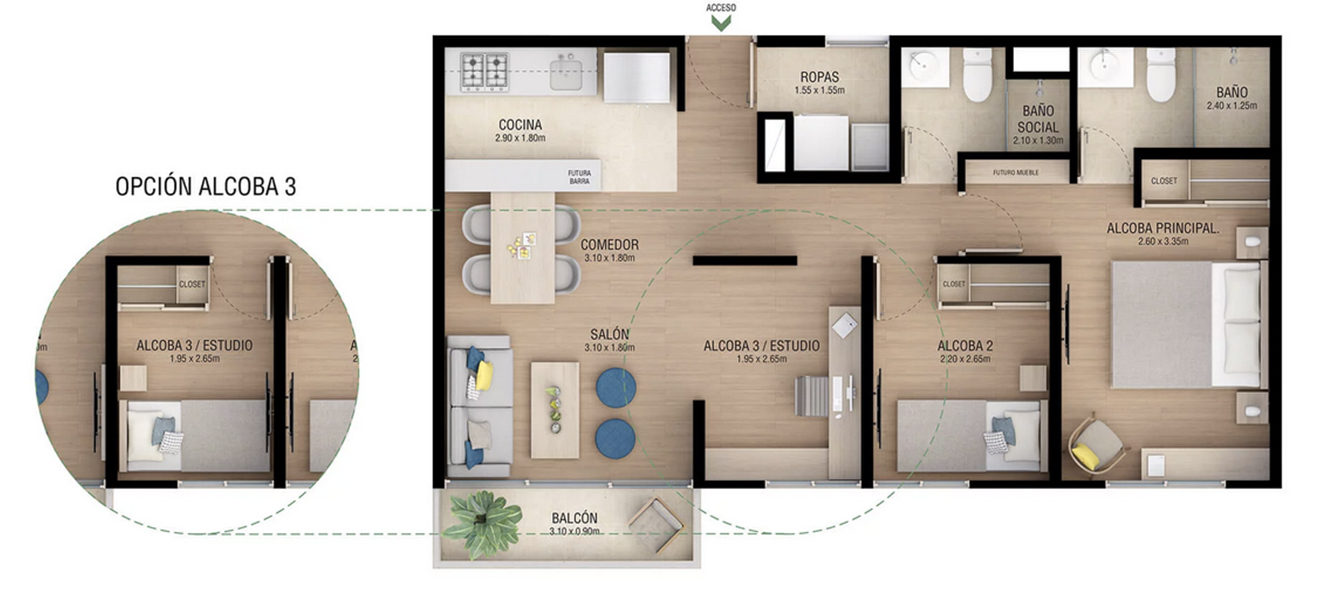 ACCESO
ROPAS
1.55 x 1.55m
BAÑO
2.40 x 1.25m
BAÑO
SOCIAL
2.10 x 1.30m
COCINA
2.90 x 1.80m
FUTURA
BARRA
FUTURO MUEBLE
CLOSET
OPCIÓN ALCOBA 3
ALCOBA PRINCIPAL.
2.60 x 3.35m
COMEDOR
3.10 x 1.80m
CLOSET
CLOSET
SALÓN
3.10 x 1.80m
ALCOBA 3 / ESTUDIO
1.95 x 2.65m
ALCOBA 3 / ESTUDIO
1.95 x 2.65m
ALCOBA 2
2.20 x 2.65m
BALCÓN
3.10 x 0.90m